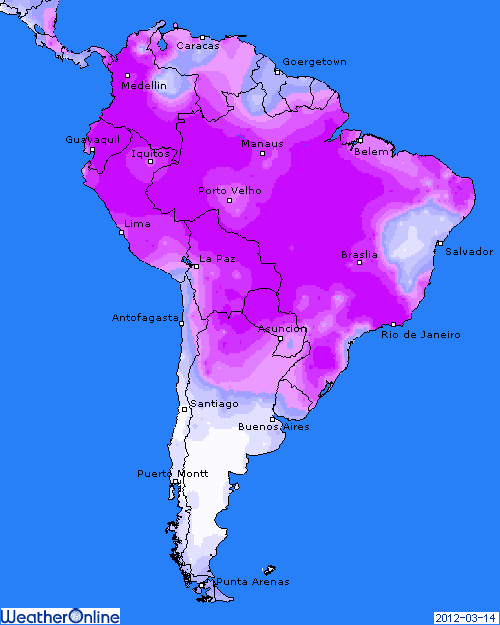 Caracas
Goergetown
Medellin
Guayaquil
Iquitos
Manaus
Belem
Porto Velho
Lima
La Paz
Braslia
Salvador
Antofagasta
Asuncion
Rio de Janeiro
Santiago
Buenos Aires
Puerto Montt
Punta Arenas
WeatherOnline
2012-03-14